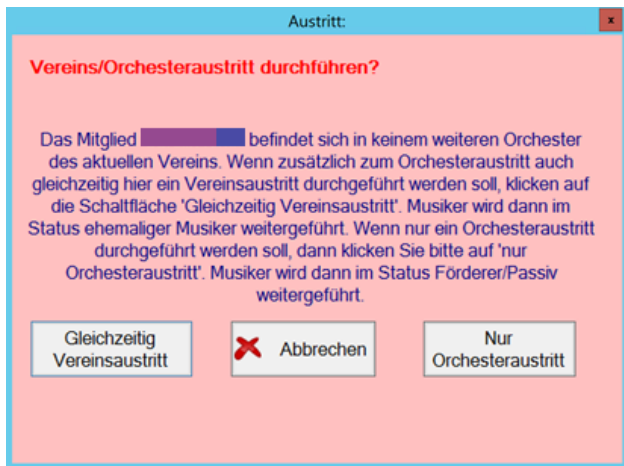 Austritt:
x
Vereins/Orchesteraustritt durchführen?
Das Mitglied befindet sich in keinem weiteren Orchester
des aktuellen Vereins. Wenn zusätzlich zum Orchesteraustritt auch
gleichzeitig hier ein Vereinsaustritt durchgeführt werden soll, klicken auf
die Schaltfläche 'Gleichzeitig Vereinsaustritt'. Musiker wird dann im
Status ehemaliger Musiker weitergeführt. Wenn nur ein Orchesteraustritt
durchgeführt werden soll, dann klicken Sie bitte auf 'nur
Orchesteraustritt'. Musiker wird dann im Status Förderer/Passiv
weitergeführt.
Gleichzeitig
Vereinsaustritt
Abbrechen
Nur
Orchesteraustritt